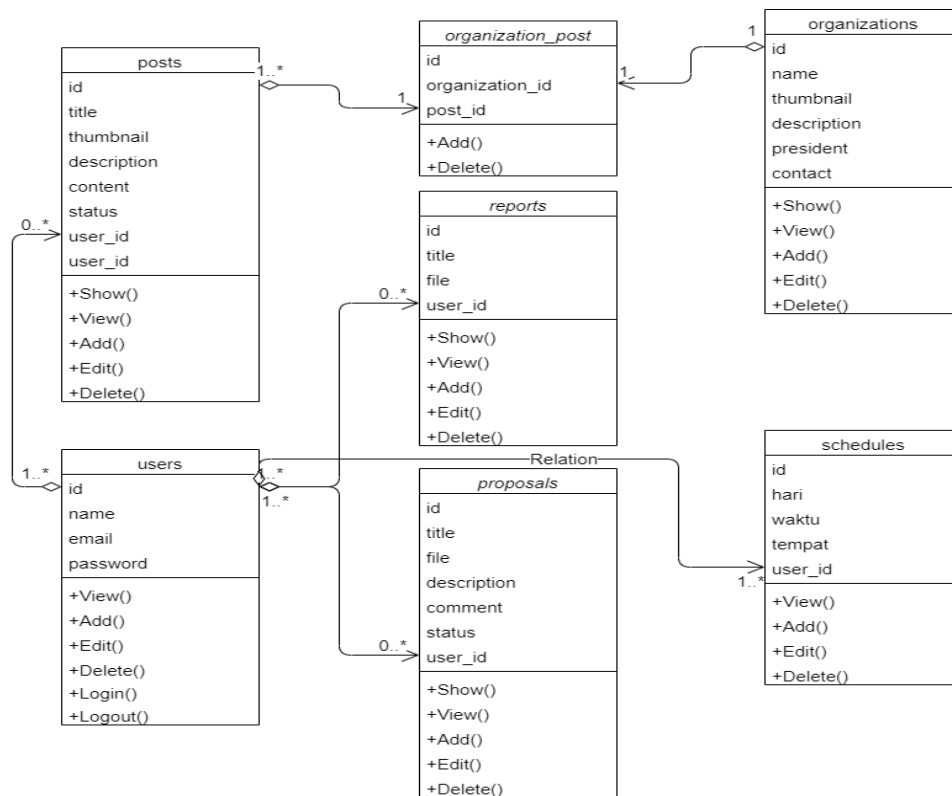 posts
id
title
thumbnail
description
content
status
user_id
user_id
+Show()
+View()
+Add()
+Edit()
+Delete()
1..*
1
organization_post
id
organization_id
post_id
+Add()
+Delete()
1
1
organizations
id
name
thumbnail
description
president
contact
+Show()
+View()
+Add()
+Edit()
+Delete()
0..*
reports
id
title
file
user_id
+Show()
+View()
+Add()
+Edit()
+Delete()
0..*
1..*
users
id
name
email
password
+View()
+Add()
+Edit()
+Delete()
+Login()
+Logout()
1..*
1..*
Relation
proposals
id
title
file
description
comment
status
user_id
+Show()
+View()
+Add()
+Edit()
+Delete()
0..*
schedules
id
hari
waktu
tempat
user_id
+View()
+Add()
+Edit()
+Delete()
1..*